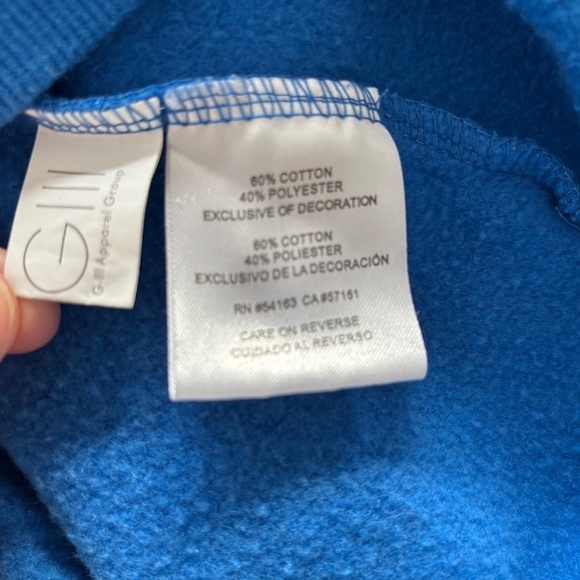 GIII
G-III Apparel Group
60% COTTON
40% POLYESTER
EXCLUSIVE OF DECORATION
60% COTTON
40% POLIESTER
EXCLUSIVO DE LA DECORACIÓN
RN #54163 CA #57151
CARE ON REVERSE
CUIDADO AL REVERSO